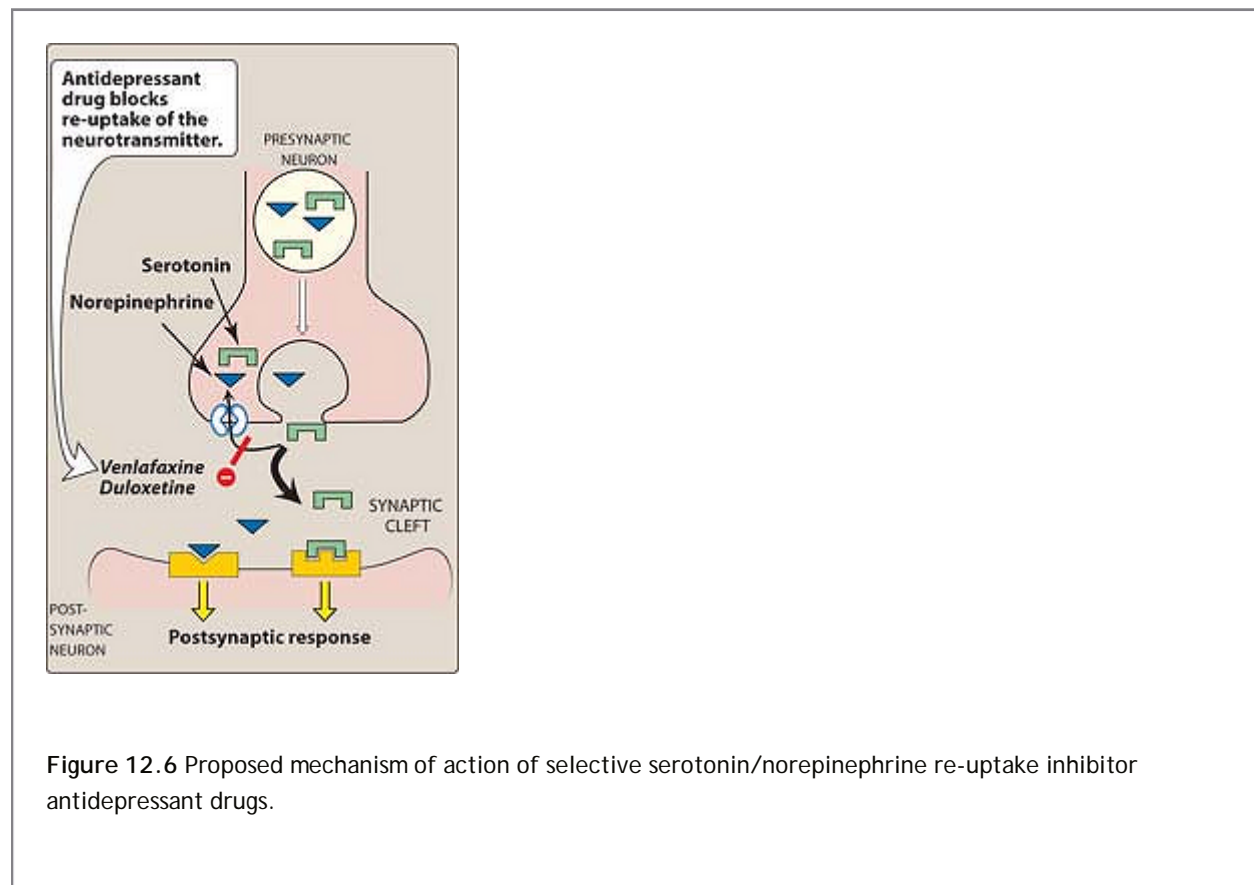 Antidepressant
drug blocks
re-uptake of the
neurotransmitter.
PRESYNAPTIC
NEURON
Serotonin
Norepinephrine
Venlafaxine
Duloxetine
SYNAPTIC
CLEFT
POST-
SYNAPTIC
NEURON
Postsynaptic response
Figure 12.6 Proposed mechanism of action of selective serotonin/norepinephrine re-uptake inhibitor
antidepressant drugs.